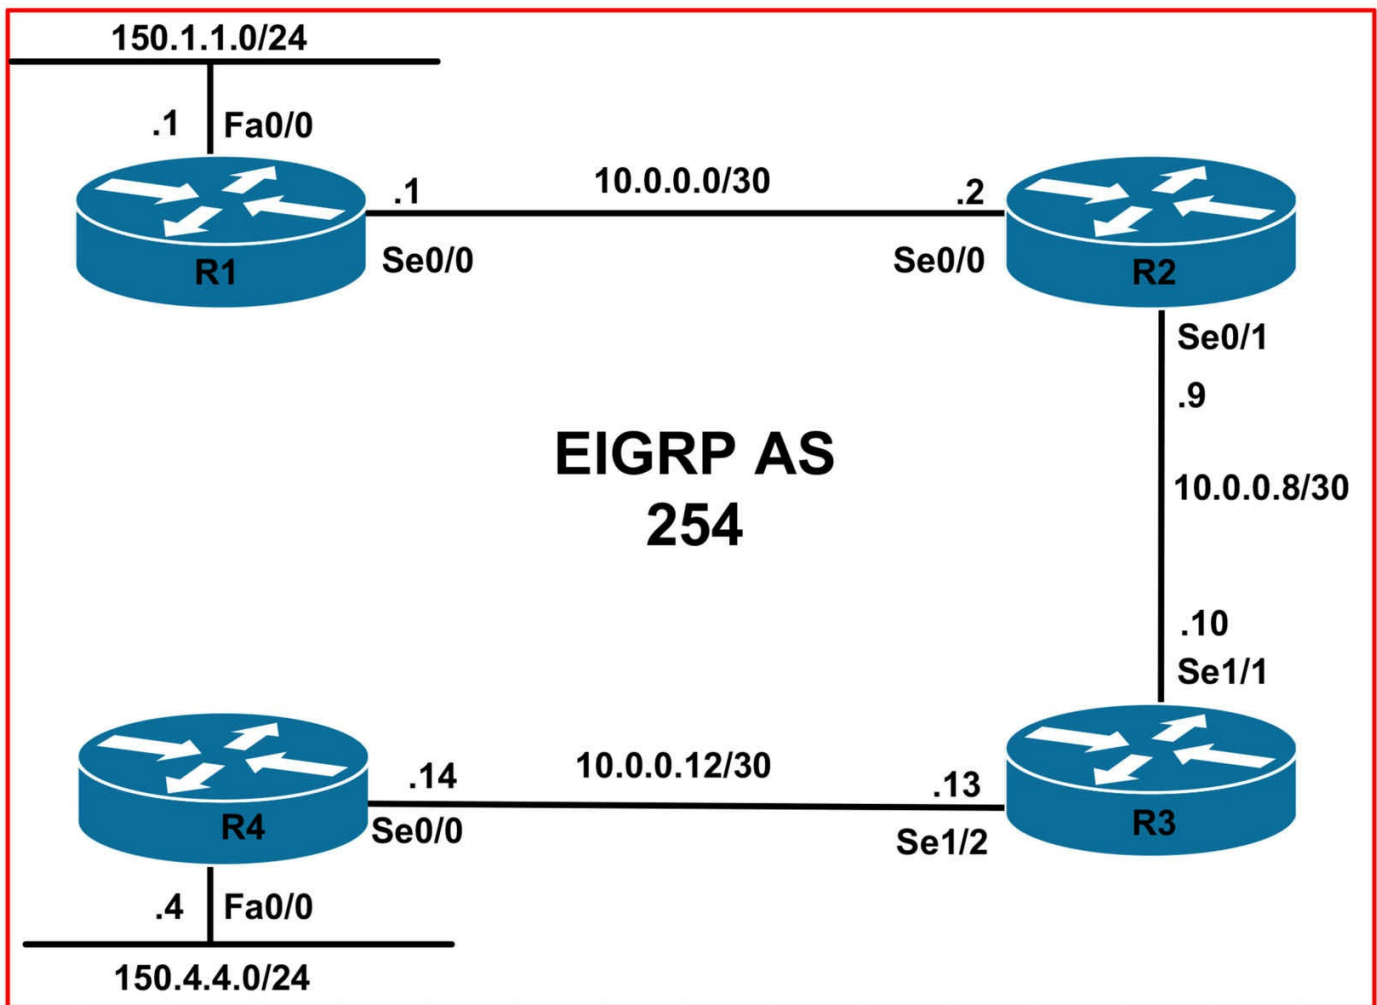 150.1.1.0/24
.1 Fa0/0
.1 10.0.0.0/30 .2
R1 Se0/0 Se0/0 R2
Se0/1
.9
EIGRP AS
254
10.0.0.8/30
.10
Se1/1
.14 10.0.0.12/30 .13
R4 Se0/0 Se1/2 R3
.4 Fa0/0
150.4.4.0/24